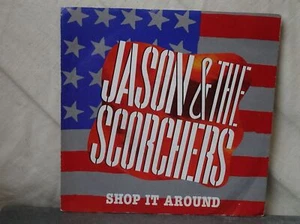 JASON & THE
SCORCHERS
SHOP IT AROUND